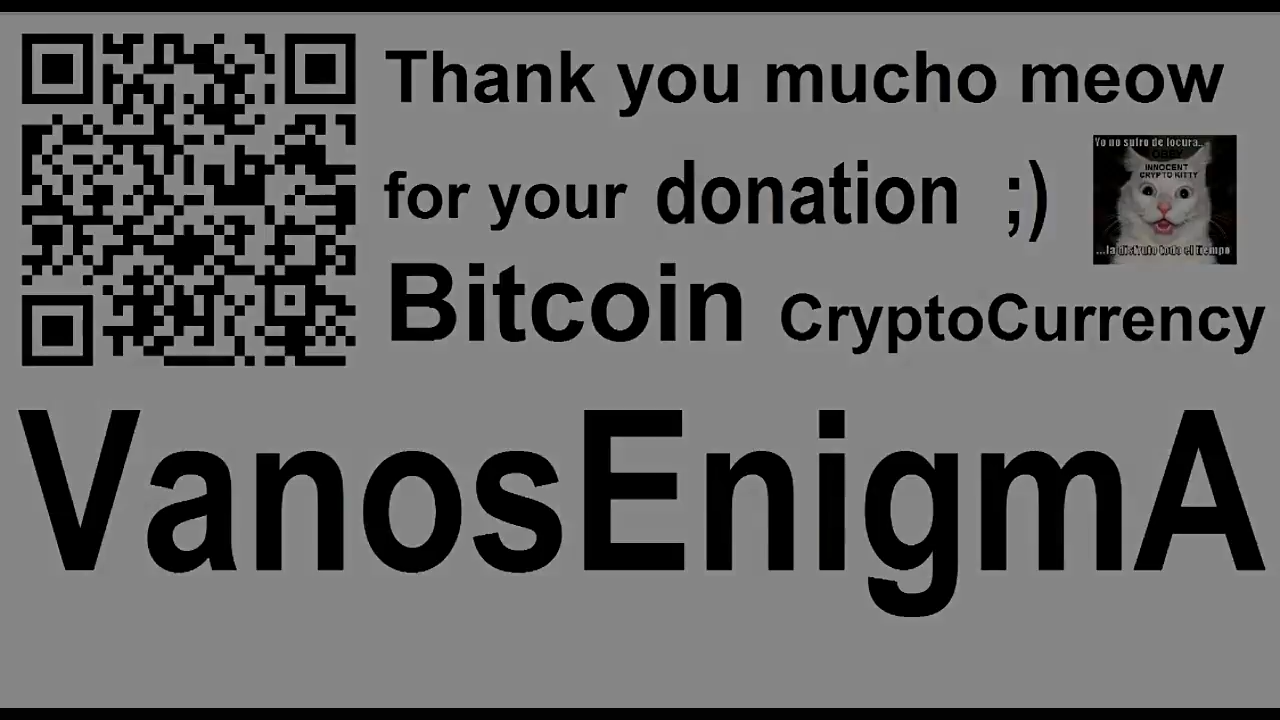 Thank you mucho meow
for your donation ;)
Yo no sufro de locura..
OBEY
INNOCENT
CRYPTO KITTY
...la disfruto todo el tiempo
Bitcoin CryptoCurrency
VanosEnigmA